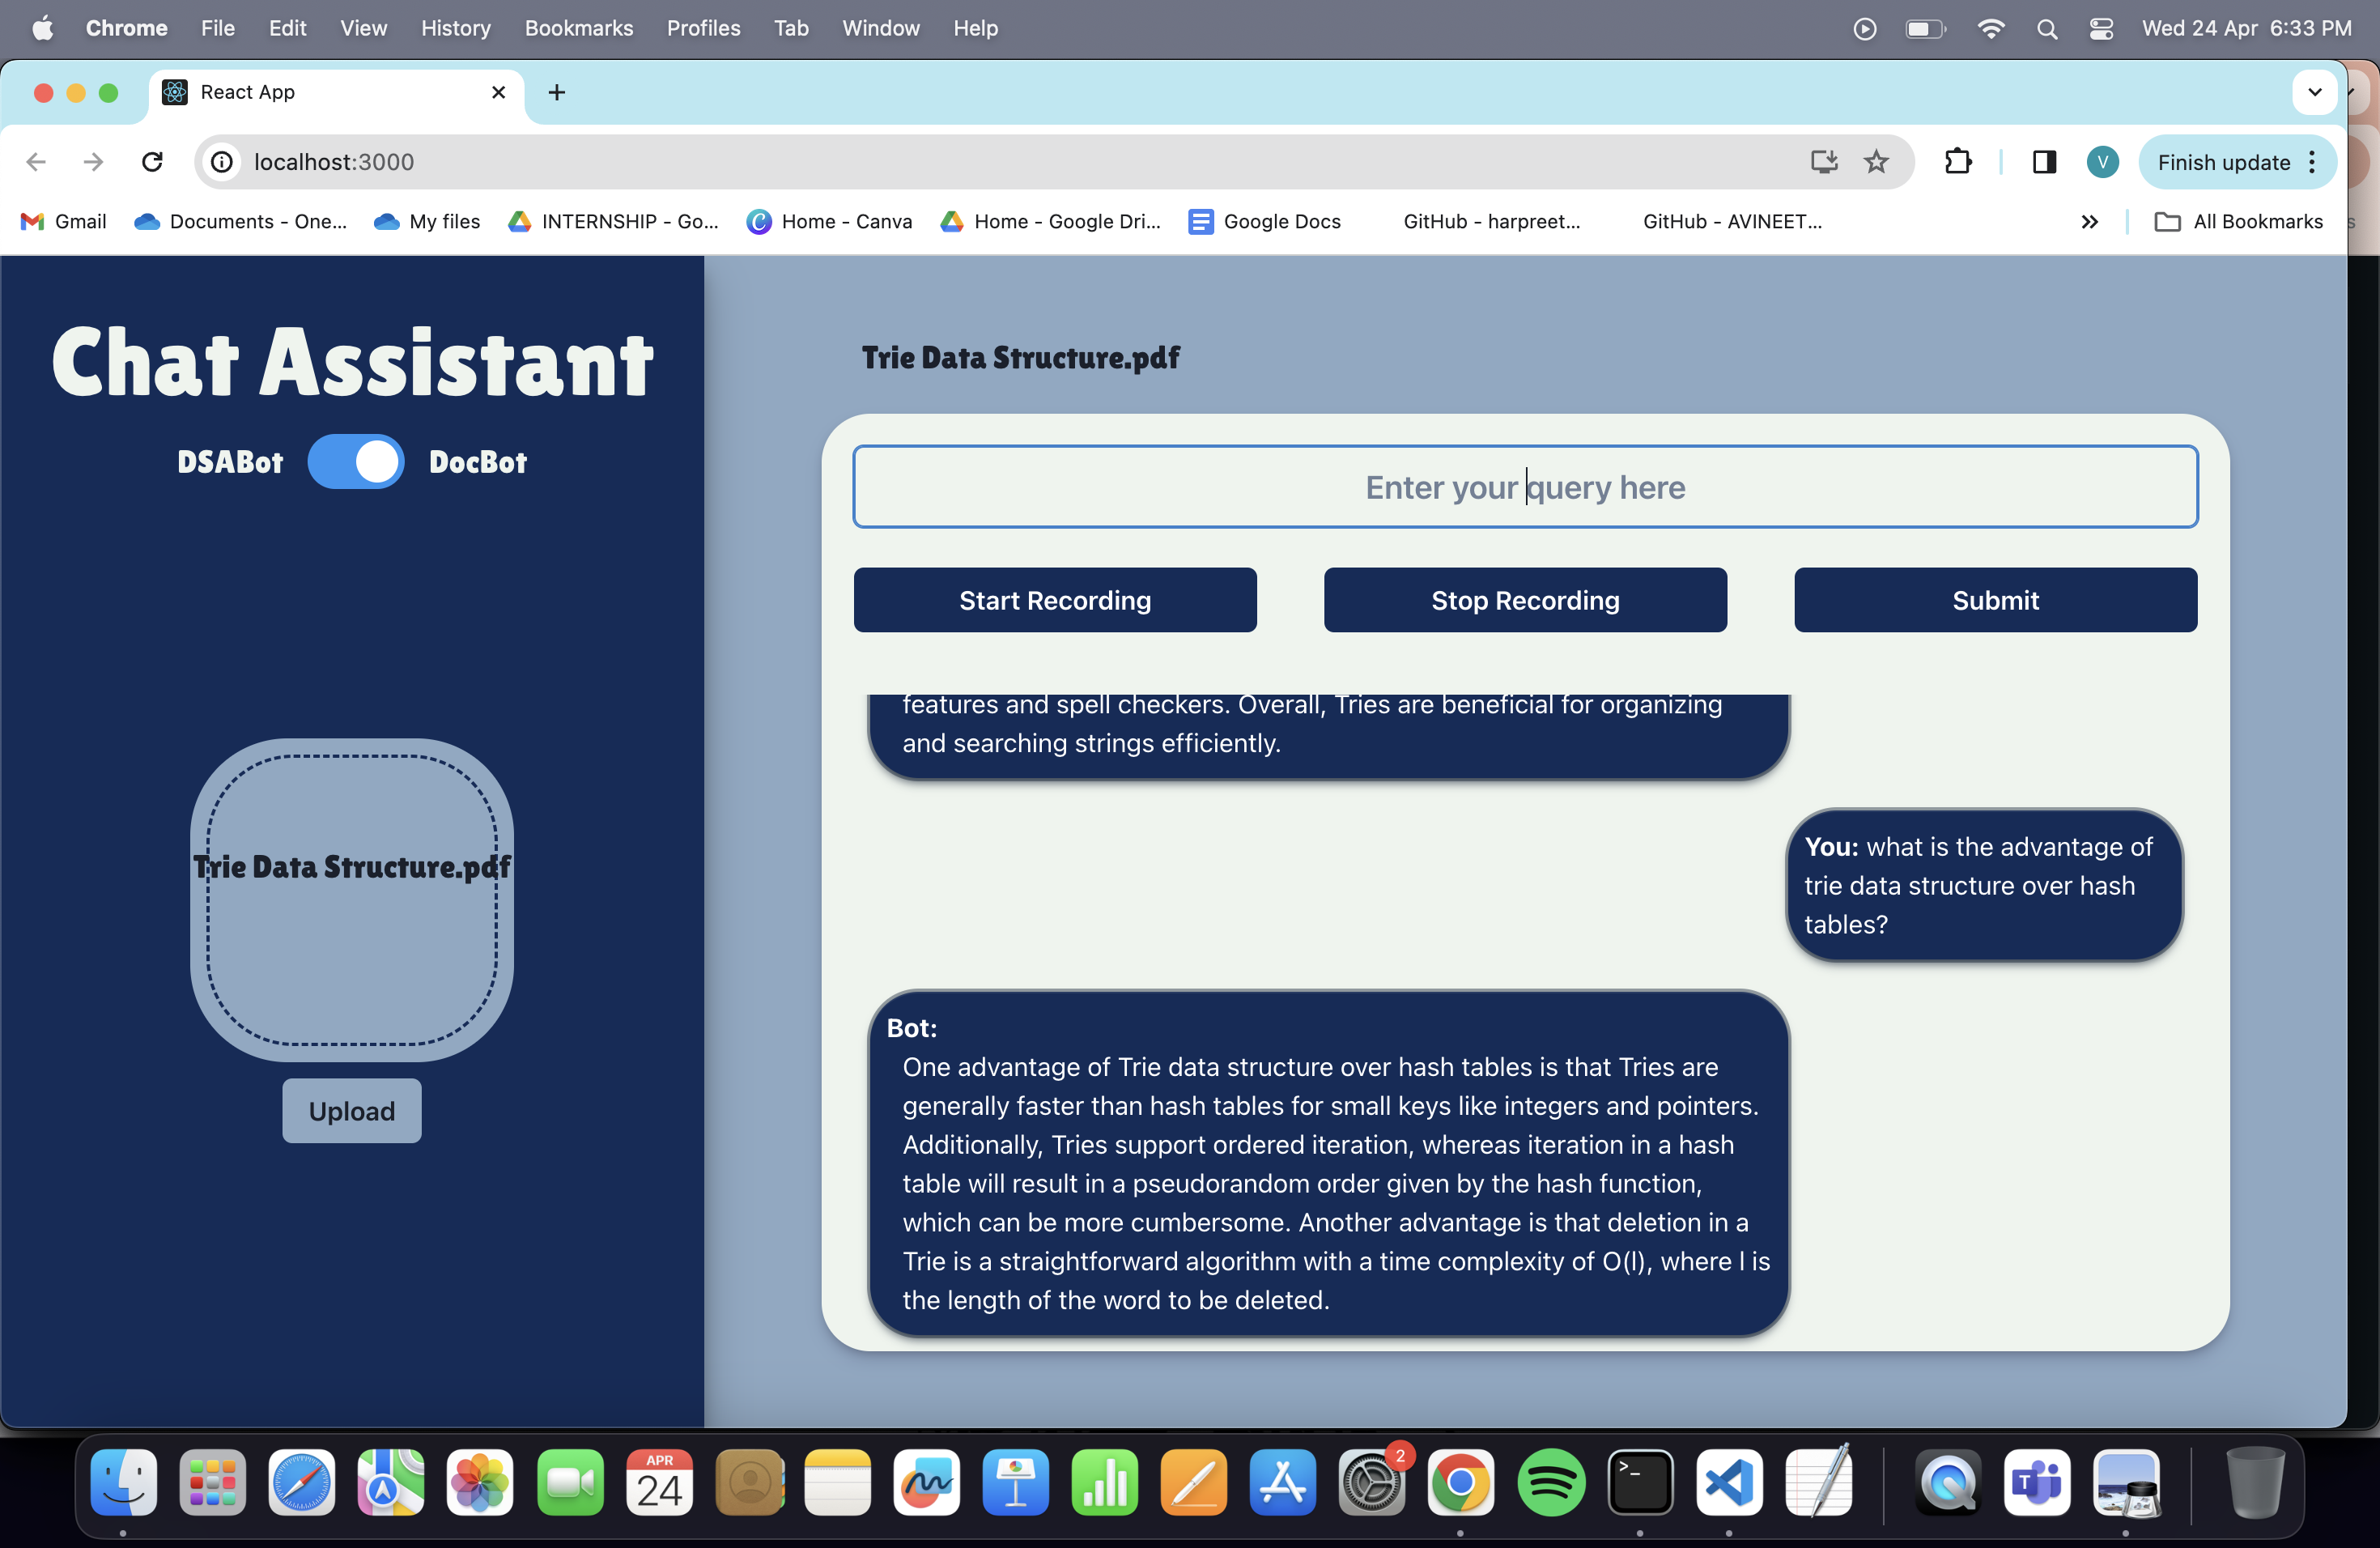 Chrome File Edit View History Bookmarks Profiles Tab Window Help Wed 24 Apr 6:33 PM
React App
localhost:3000 V Finish update
Gmail Documents - One... My files INTERNSHIP - Go... Home - Canva Home - Google Dri... Google Docs GitHub - harpreet... GitHub - AVINEET... All Bookmarks
Chat Assistant
DSABot DocBot
Trie Data Structure.pdf
Upload
Trie Data Structure.pdf
Enter your query here
Start Recording Stop Recording Submit
features and spell checkers. Overall, Tries are beneficial for organizing
and searching strings efficiently.
You: what is the advantage of
trie data structure over hash
tables?
Bot:
One advantage of Trie data structure over hash tables is that Tries are
generally faster than hash tables for small keys like integers and pointers.
Additionally, Tries support ordered iteration, whereas iteration in a hash
table will result in a pseudorandom order given by the hash function,
which can be more cumbersome. Another advantage is that deletion in a
Trie is a straightforward algorithm with a time complexity of O(l), where l is
the length of the word to be deleted.
APR
24
2
>_
T